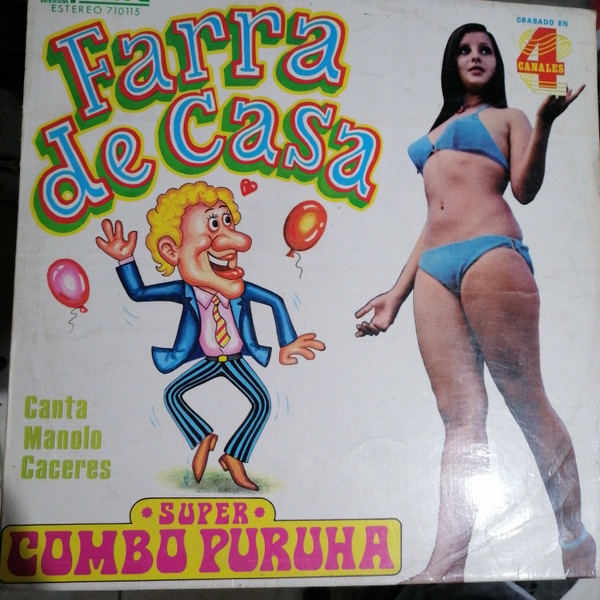 ESTEREO 710115
Farra
de Casa
GRABADO EN
4
CANALES
Canta
Manolo
Caceres
* SUPER *
COMBO PURUHA